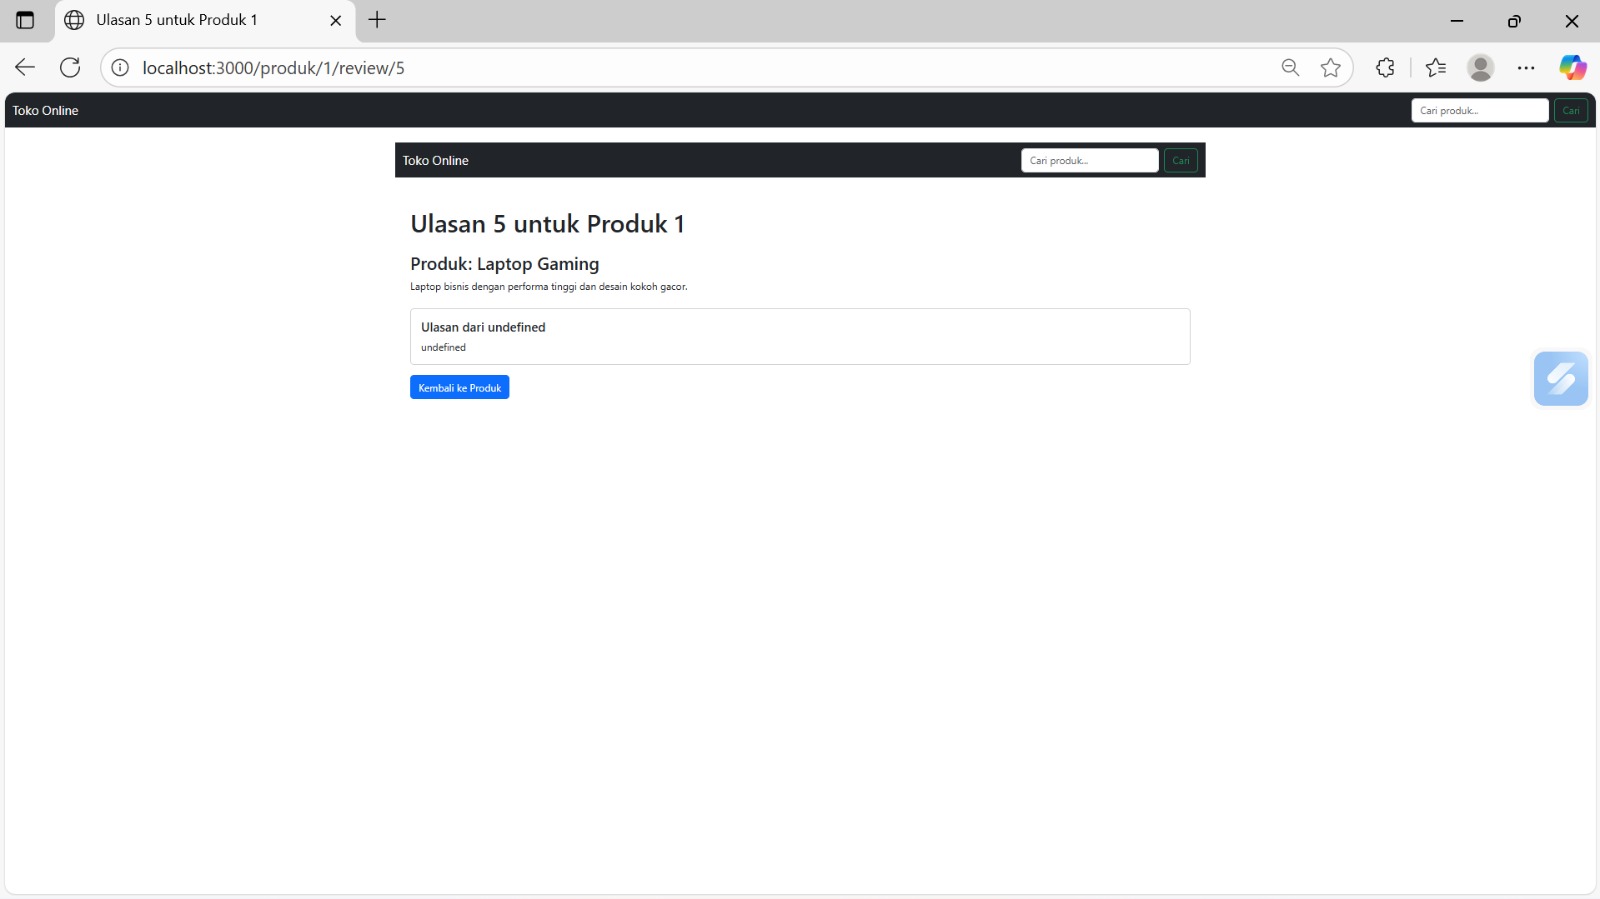 Ulasan 5 untuk Produk 1
localhost:3000/produk/1/review/5
Toko Online
Cari produk...
Cari
Toko Online
Cari produk...
Cari
Ulasan 5 untuk Produk 1
Produk: Laptop Gaming
Laptop bisnis dengan performa tinggi dan desain kokoh gacor.
Ulasan dari undefined
undefined
Kembali ke Produk